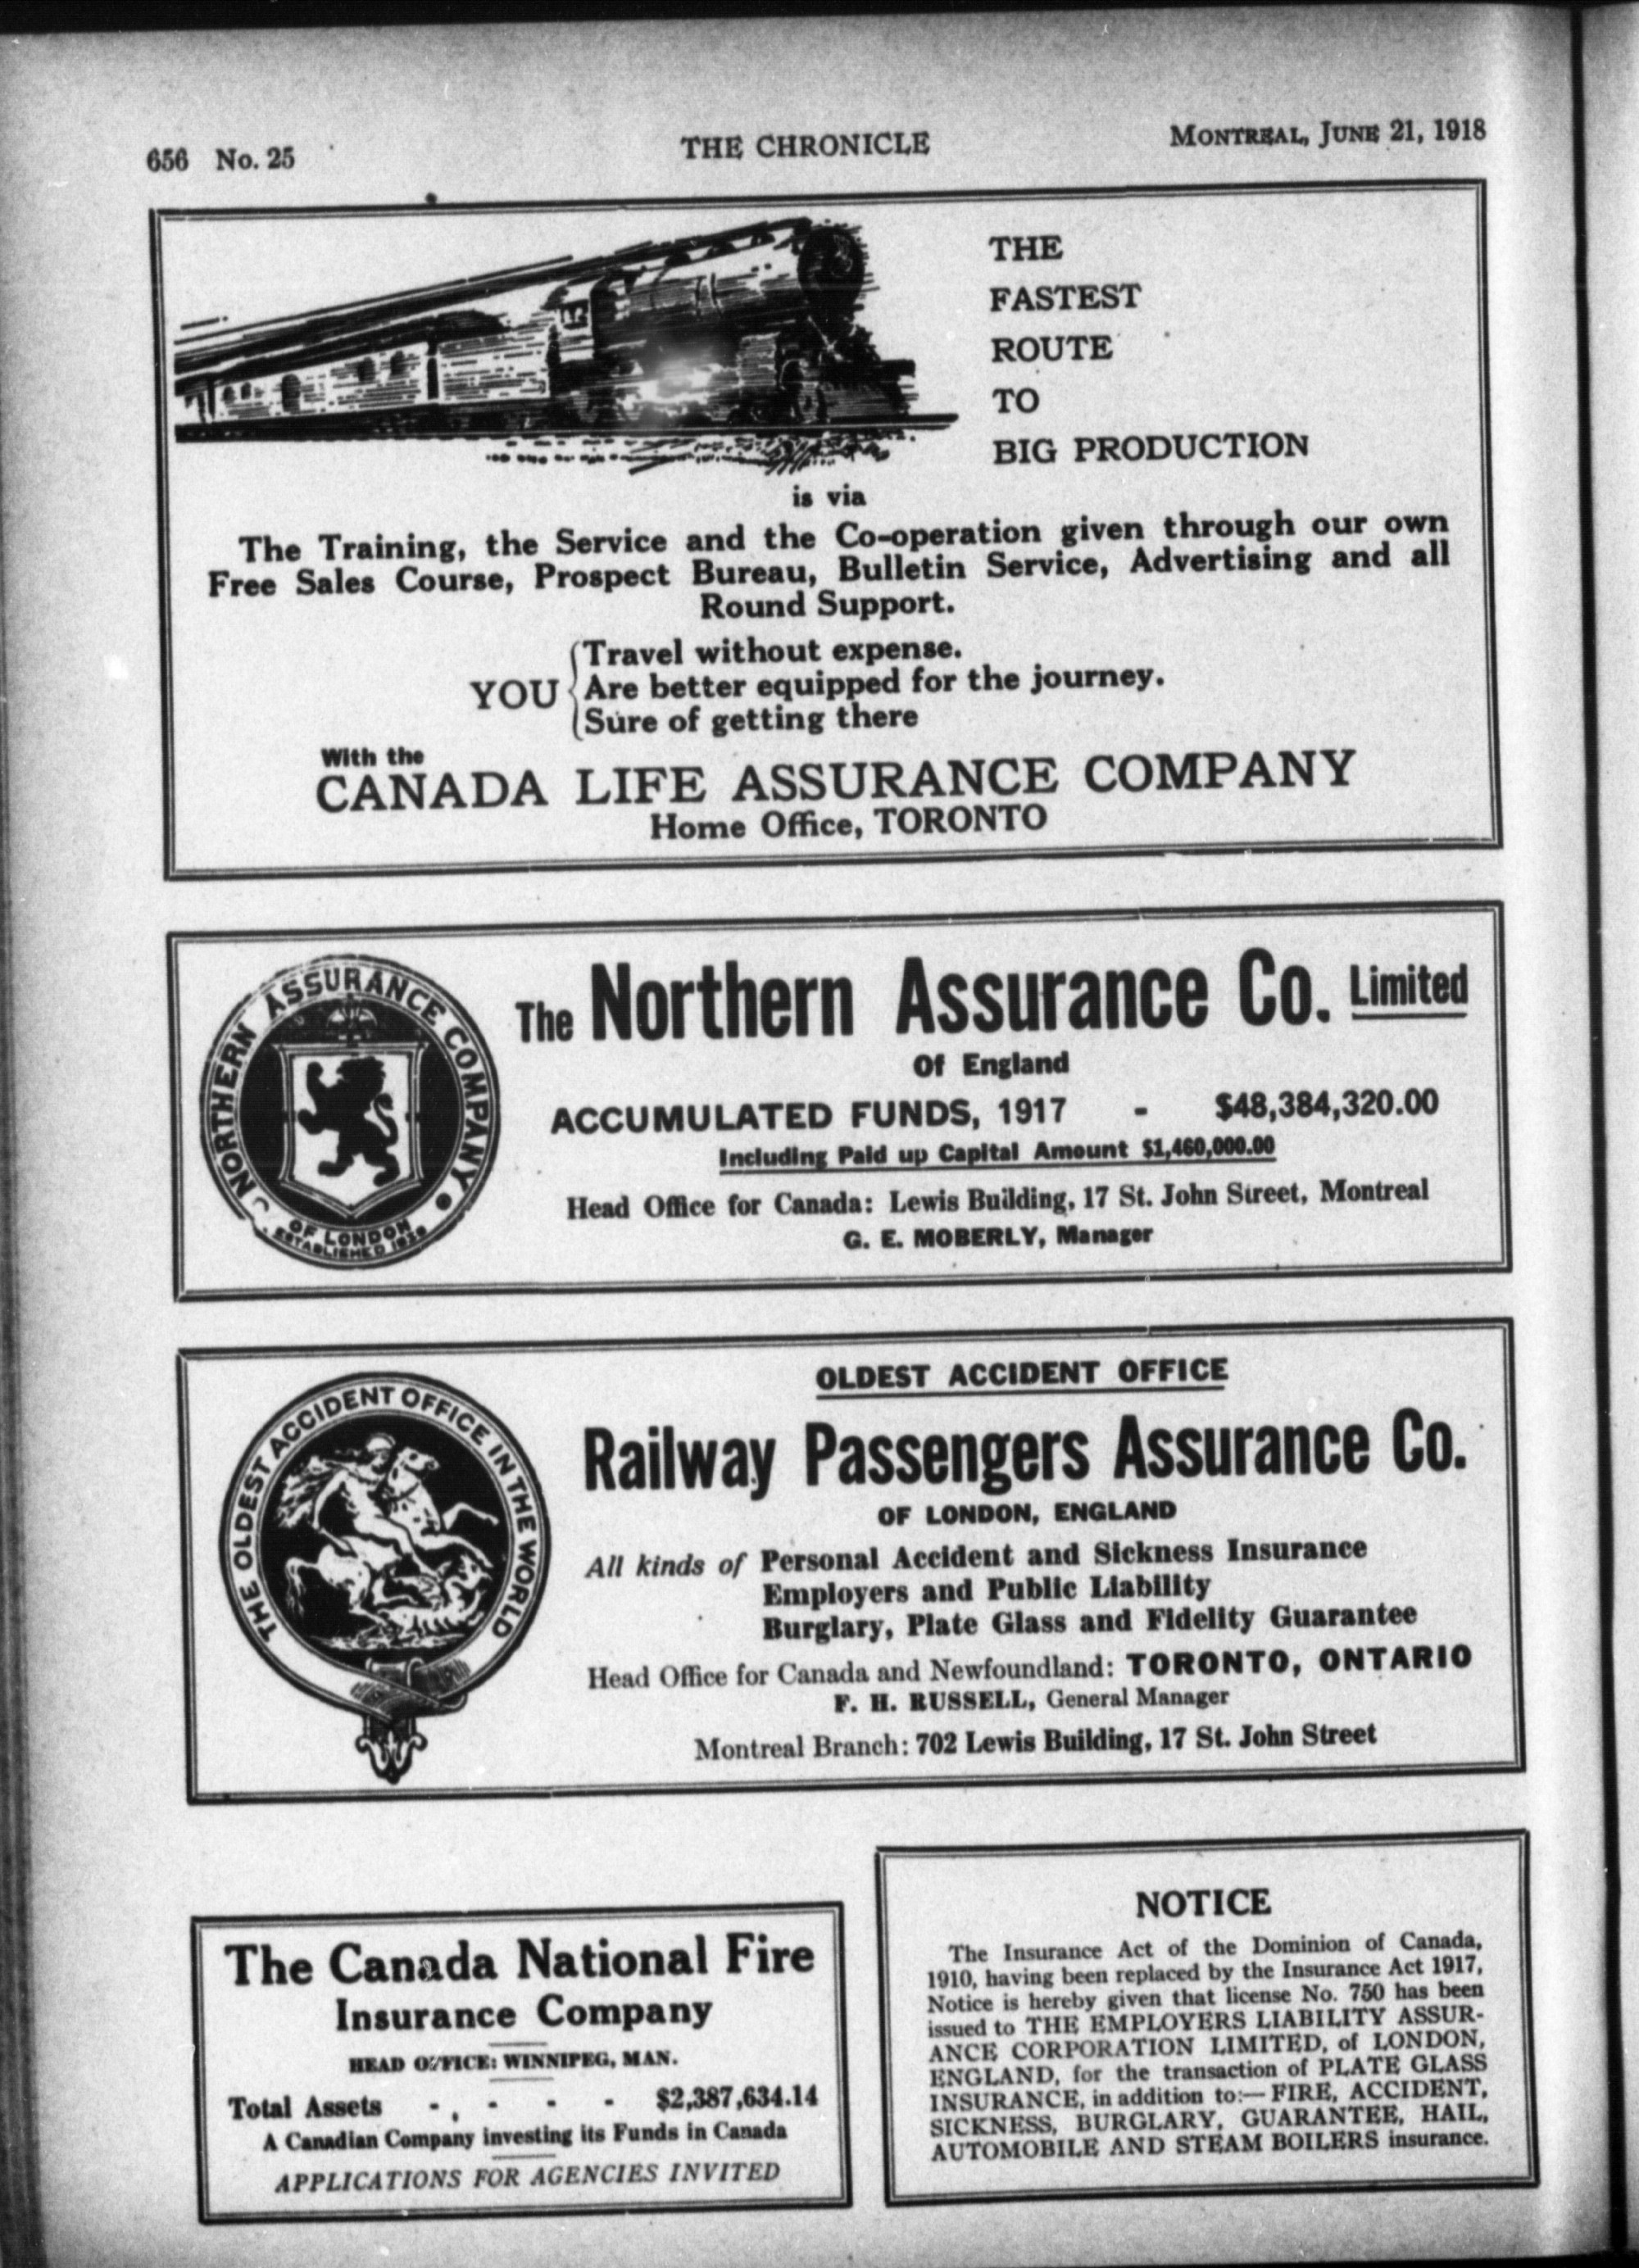 656 No. 25
THE CHRONICLE
MONTREAL, JUNE 21, 1918
THE
FASTEST
ROUTE
TO
BIG PRODUCTION
is via
The Training, the Service and the Co-operation given through our own
Free Sales Course, Prospect Bureau, Bulletin Service, Advertising and all
Round Support.
YOU
Travel without expense.
Are better equipped for the journey.
Sure of getting there
With the
CANADA LIFE ASSURANCE COMPANY
Home Office, TORONTO
NORTHERN ASSURANCE COMPANY
OF LONDON
ESTABLISHED
The Northern Assurance Co. Limited
Of England
ACCUMULATED FUNDS, 1917 - $48,384,320.00
Including Paid up Capital Amount $1,460,000.00
Head Office for Canada: Lewis Building, 17 St. John Street, Montreal
G. E. MOBERLY, Manager
THE OLDEST ACCIDENT OFFICE IN THE WORLD
OLDEST ACCIDENT OFFICE
Railway Passengers Assurance Co.
OF LONDON, ENGLAND
All kinds of Personal Accident and Sickness Insurance
Employers and Public Liability
Burglary, Plate Glass and Fidelity Guarantee
Head Office for Canada and Newfoundland: TORONTO, ONTARIO
F. H. RUSSELL, General Manager
Montreal Branch: 702 Lewis Building, 17 St. John Street
The Canada National Fire
Insurance Company
HEAD OFFICE: WINNIPEG, MAN.
Total Assets - - - - $2,387,634.14
A Canadian Company investing its Funds in Canada
APPLICATIONS FOR AGENCIES INVITED
NOTICE
The Insurance Act of the Dominion of Canada,
1910, having been replaced by the Insurance Act 1917,
Notice is hereby given that license No. 750 has been
issued to THE EMPLOYERS LIABILITY ASSUR-
ANCE CORPORATION LIMITED, of LONDON,
ENGLAND, for the transaction of PLATE GLASS
INSURANCE, in addition to:— FIRE, ACCIDENT,
SICKNESS, BURGLARY, GUARANTEE, HAIL,
AUTOMOBILE AND STEAM BOILERS insurance.